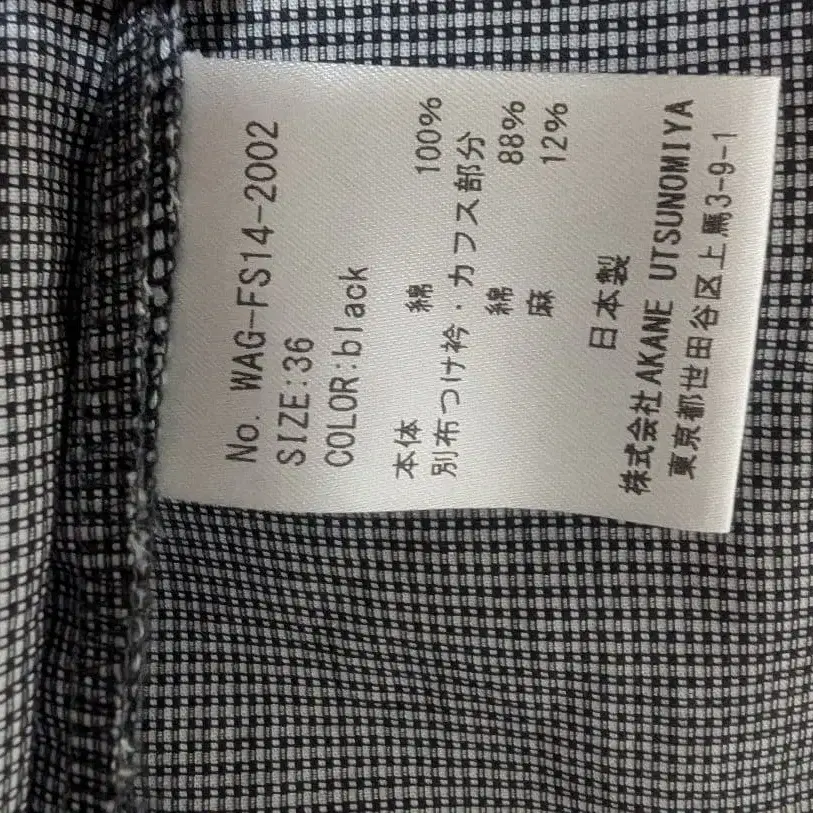 No. WAG-FS14-2002
SIZE:36
COLOR:black
本体 綿 100%
別布つけ衿・カフス部分
綿 88%
麻 12%
日本製
株式会社AKANE UTSUNOMIYA
東京都世田谷区上馬3-9-1